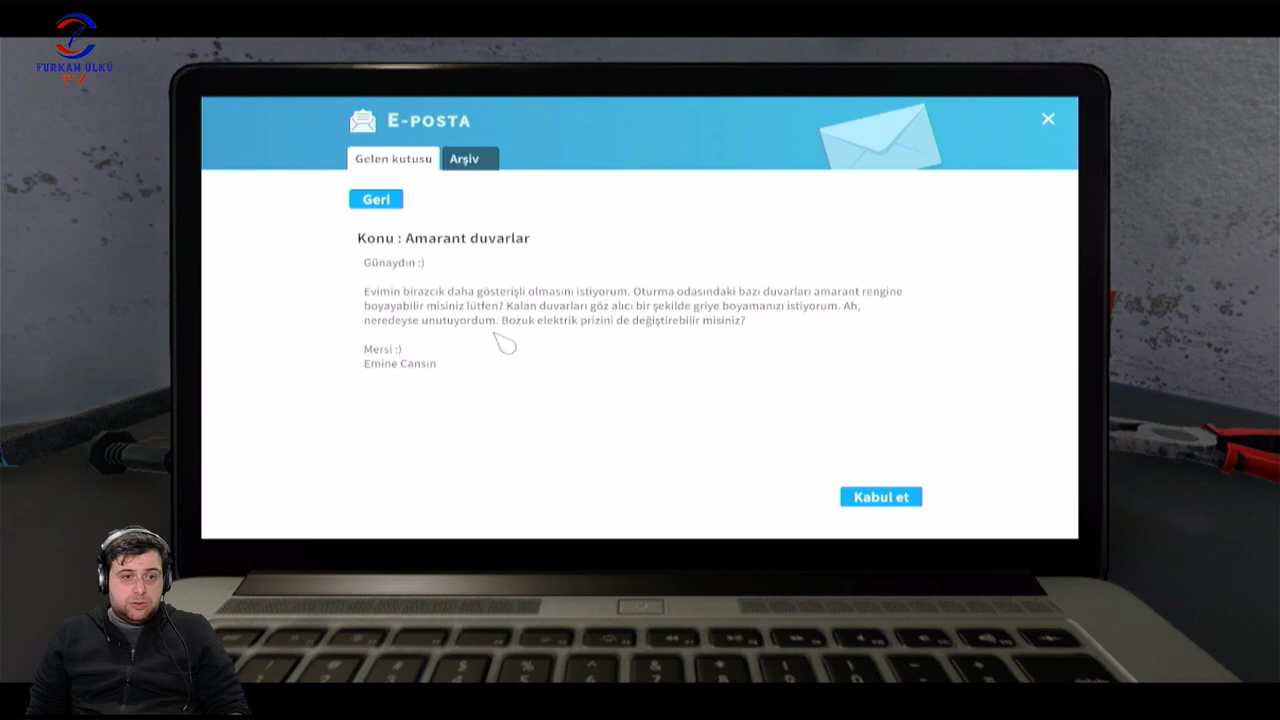 FURKAN ÜLKÜ
TV
E-POSTA
Gelen kutusu
Arşiv
Geri
Konu : Amarant duvarlar
Günaydın :)
Evimin birazcık daha gösterişli olmasını istiyorum. Oturma odasındaki bazı duvarları amarant rengine
boyayabilir misiniz lütfen? Kalan duvarları göz alıcı bir şekilde griye boyamanızı istiyorum. Ah,
neredeyse unutuyordum. Bozuk elektrik prizini de değiştirebilir misiniz?
Mersi :)
Emine Cansın
Kabul et